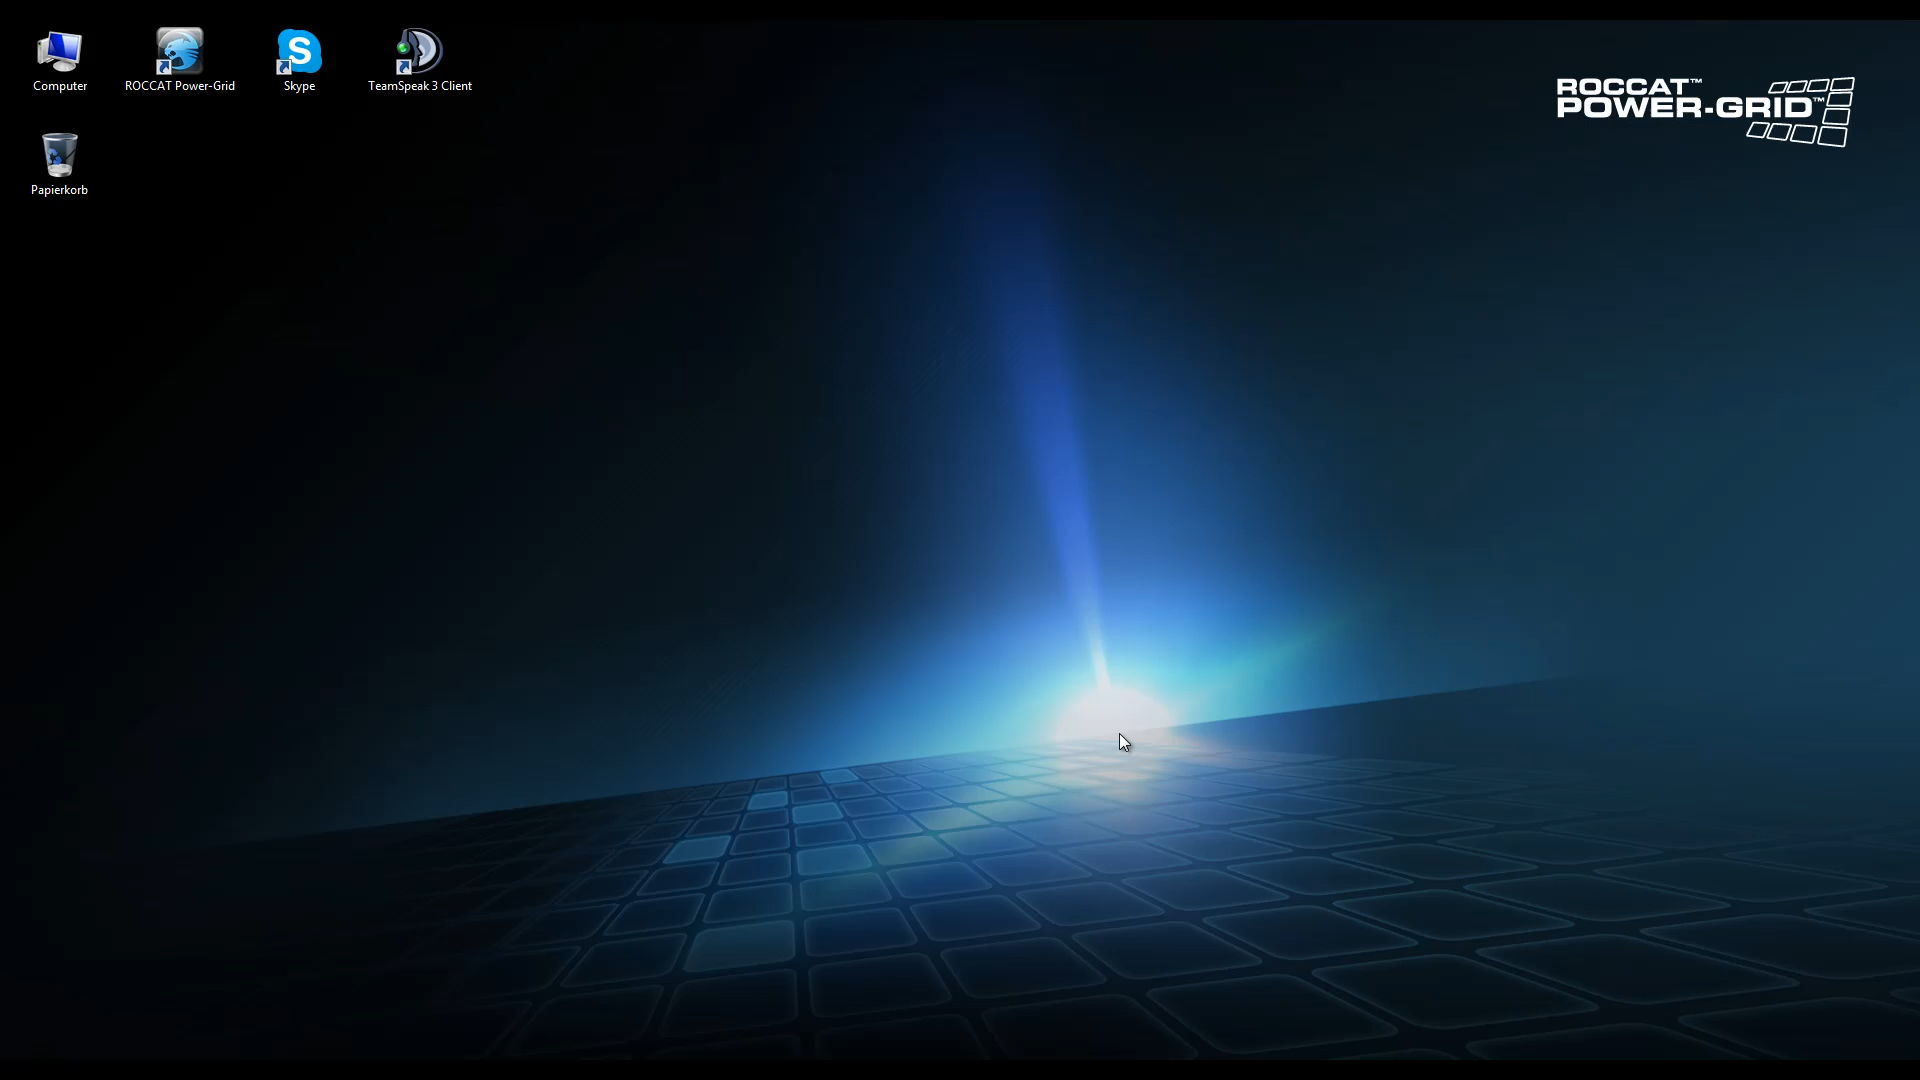 Computer
ROCCAT Power-Grid
Skype
TeamSpeak 3 Client
Papierkorb
ROCCAT™
POWER-GRID™